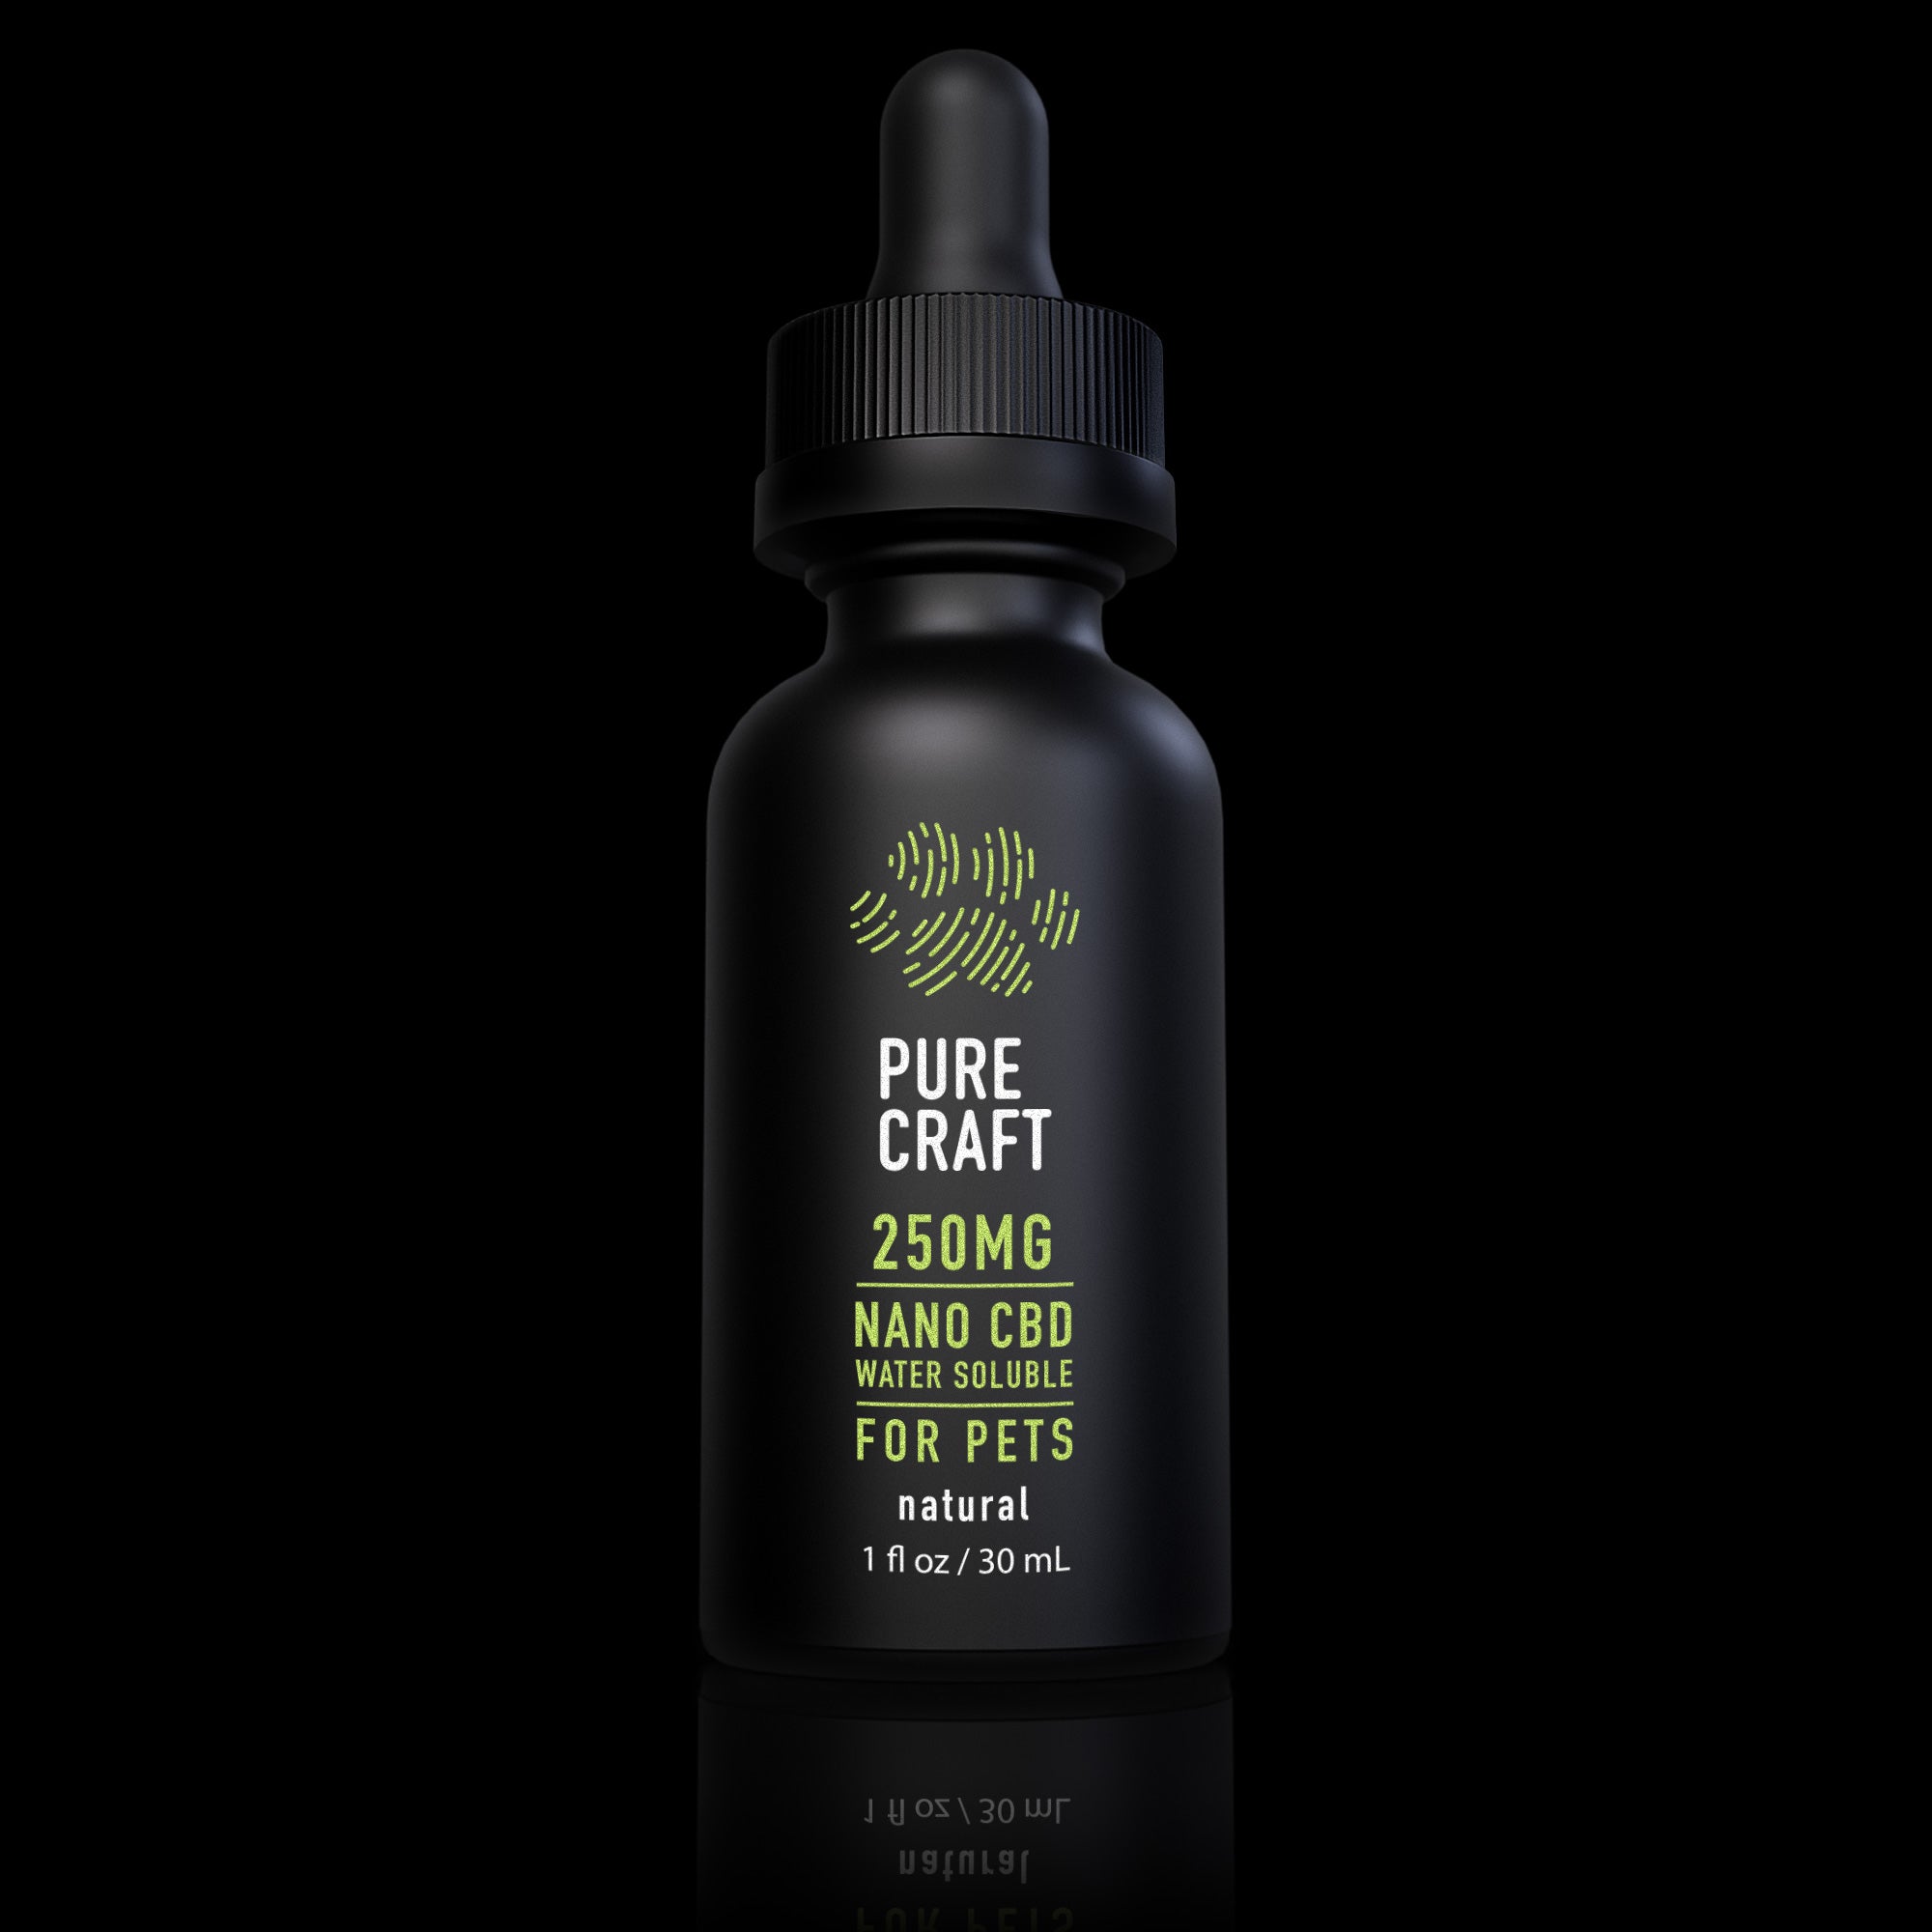 PURE
CRAFT
250MG
NANO CBD
WATER SOLUBLE
FOR PETS
natural
1 fl oz / 30 mL